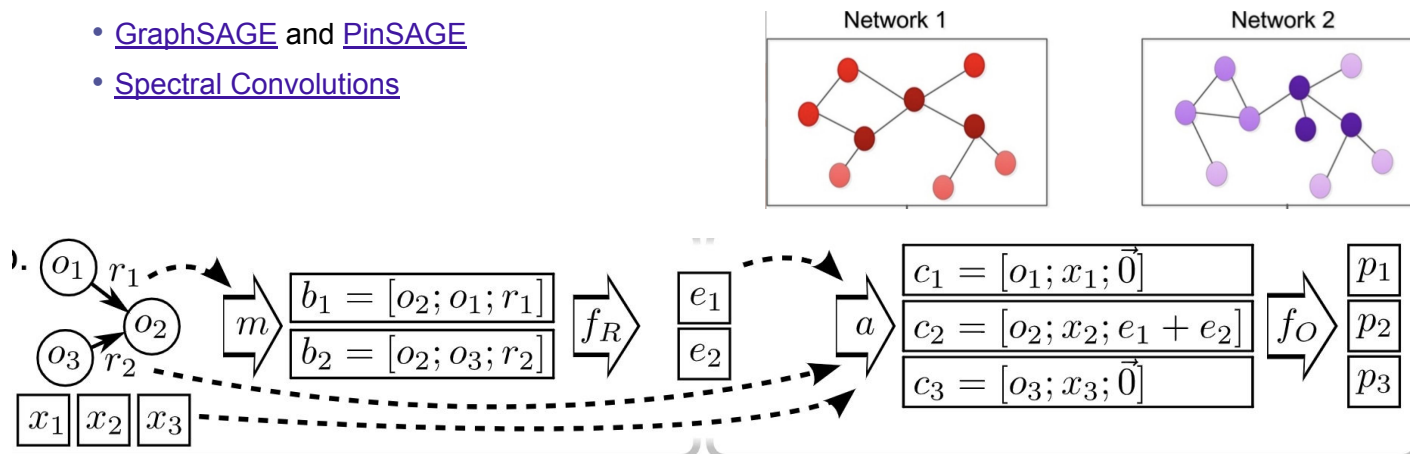 • GraphSAGE and PinSAGE
• Spectral Convolutions
Network 1
Network 2
).
o₁
r₁
o₂
o₃
r₂
x₁ x₂ x₃
m
b₁ = [o₂; o₁; r₁]
b₂ = [o₂; o₃; r₂]
f_R
e₁
e₂
a
c₁ = [o₁; x₁; 0⃗]
c₂ = [o₂; x₂; e₁ + e₂]
c₃ = [o₃; x₃; 0⃗]
f_O
p₁
p₂
p₃